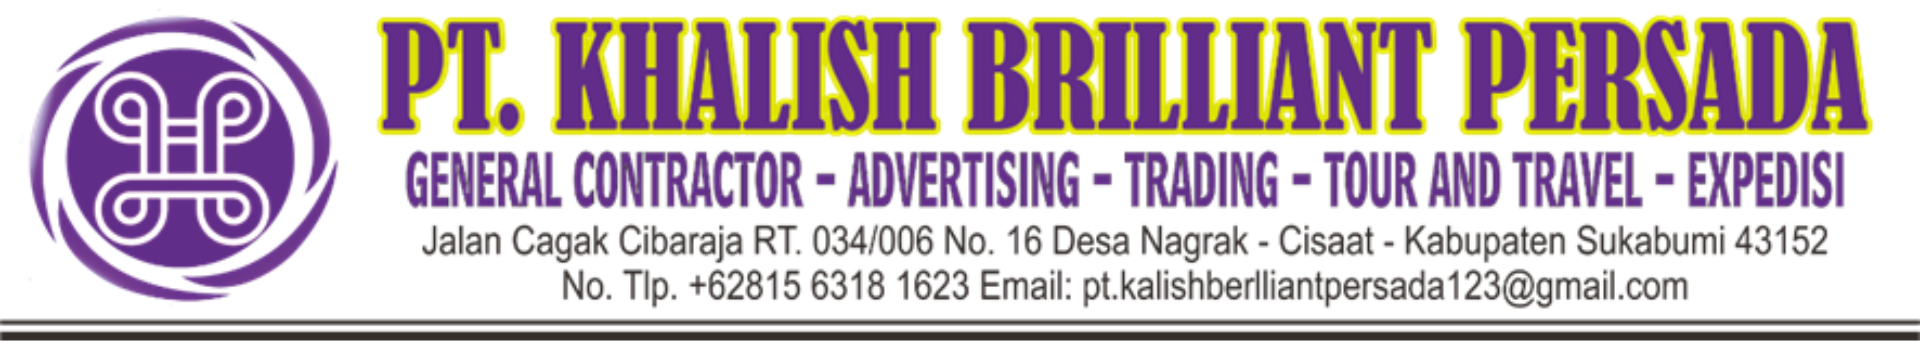 PT. KHALISH BRILLIANT PERSADA
GENERAL CONTRACTOR - ADVERTISING - TRADING - TOUR AND TRAVEL - EXPEDISI
Jalan Cagak Cibaraja RT. 034/006 No. 16 Desa Nagrak - Cisaat - Kabupaten Sukabumi 43152
No. Tlp. +62815 6318 1623 Email: pt.kalishberlliantpersada123@gmail.com